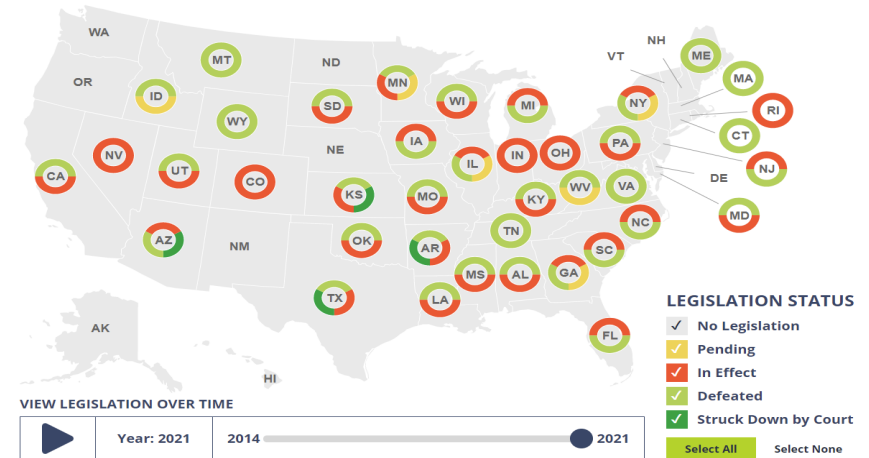 WA
NH
VT
ME
MT
ND
MA
OR
MN
ID
SD
WI
MI
NY
RI
WY
CT
IA
PA
NV
NE
IN
OH
IL
NJ
CA
UT
CO
DE
WV
VA
KS
MO
KY
MD
NC
TN
AZ
NM
OK
AR
SC
MS
AL
GA
TX
LA
AK
FL
HI
LEGISLATION STATUS
No Legislation
Pending
In Effect
Defeated
Struck Down by Court
Select All Select None
VIEW LEGISLATION OVER TIME
Year: 2021 2014 2021